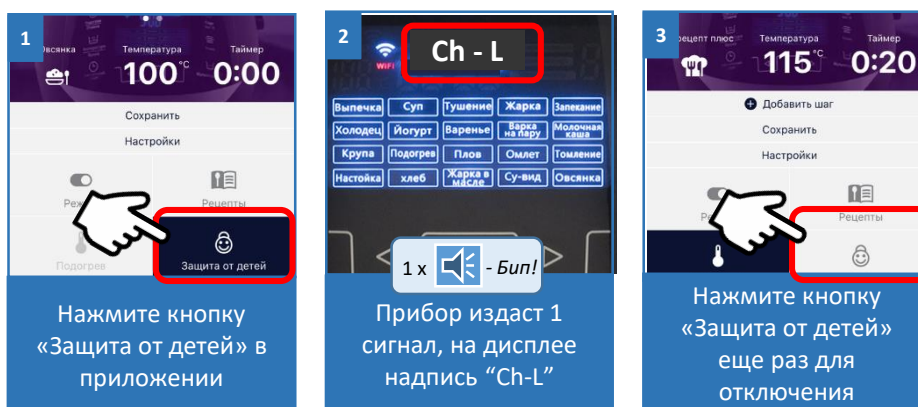 1
Овсянка
Температура
Таймер
100°C
0:00
Сохранить
Настройки
Рецепты
Подогрев
Защита от детей
Нажмите кнопку
«Защита от детей» в
приложении
2
WiFi
Ch - L
Выпечка Суп Тушение Жарка Запекание
Холодец Йогурт Варенье Варка на пару Молочная каша
Крупа Подогрев Плов Омлет Томление
Настойка хлеб Жарка в масле Су-вид Овсянка
1 x - Бип!
Прибор издаст 1
сигнал, на дисплее
надпись “Ch-L”
3
плюс
Температура
Таймер
115°C
0:20
Добавить шаг
Сохранить
Настройки
Рецепты
Нажмите кнопку
«Защита от детей»
еще раз для
отключения